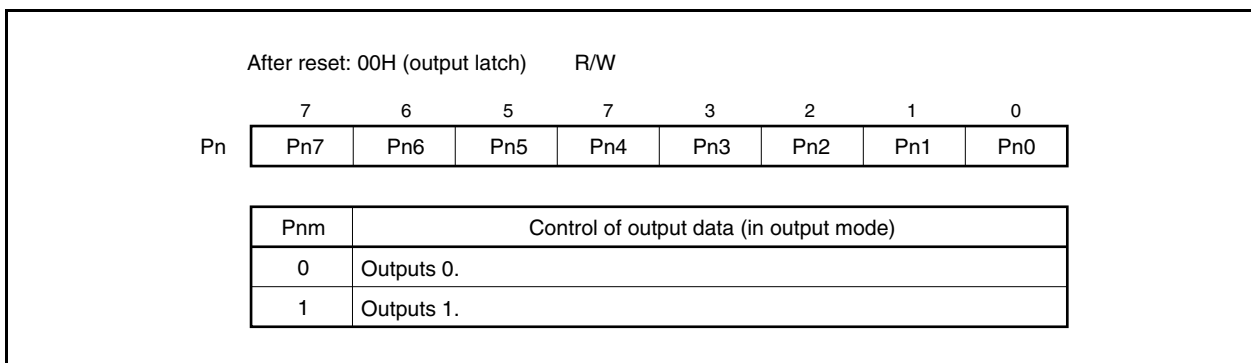 After reset: 00H (output latch) R/W
7 6 5 7 3 2 1 0
Pn Pn7 Pn6 Pn5 Pn4 Pn3 Pn2 Pn1 Pn0
Pnm Control of output data (in output mode)
0 Outputs 0.
1 Outputs 1.